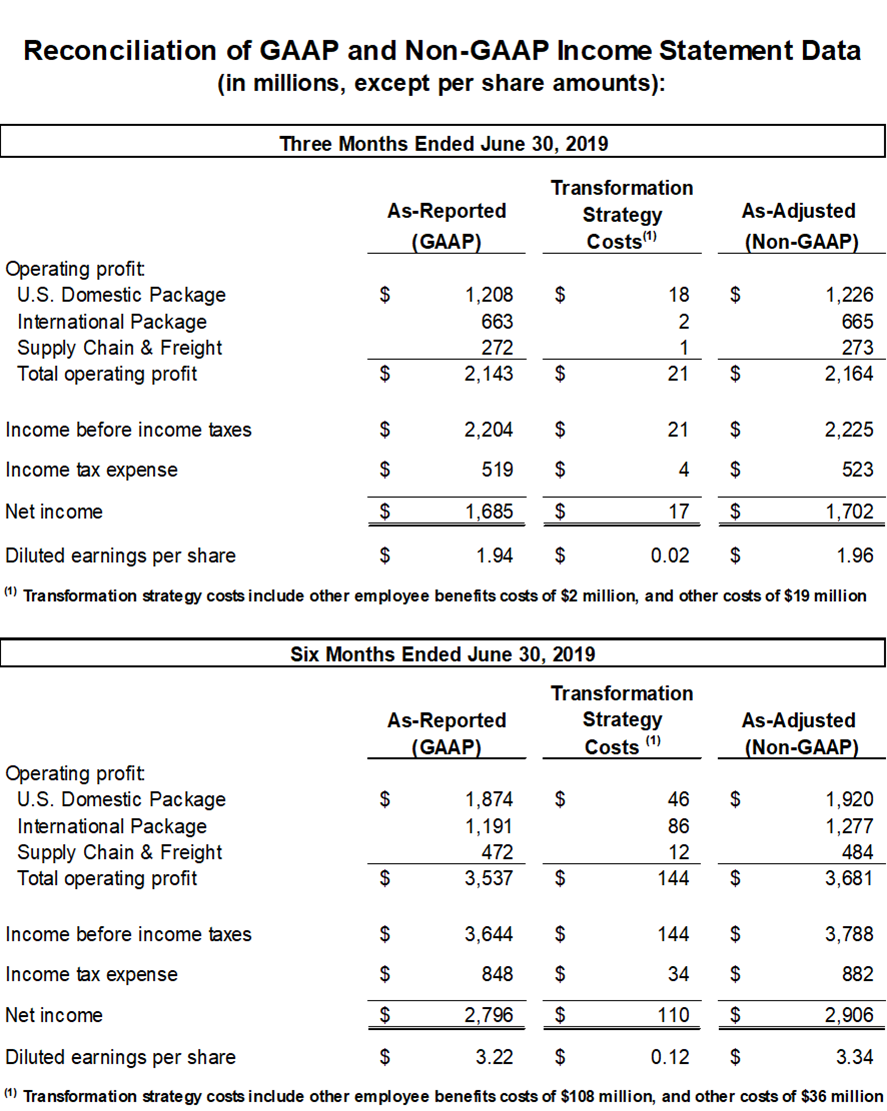 Reconciliation of GAAP and Non-GAAP Income Statement Data
(in millions, except per share amounts):
Three Months Ended June 30, 2019
Transformation
As-Reported Strategy As-Adjusted
(GAAP) Costs(1) (Non-GAAP)
Operating profit:
U.S. Domestic Package $ 1,208 $ 18 $ 1,226
International Package 663 2 665
Supply Chain & Freight 272 1 273
Total operating profit $ 2,143 $ 21 $ 2,164
Income before income taxes $ 2,204 $ 21 $ 2,225
Income tax expense $ 519 $ 4 $ 523
Net income $ 1,685 $ 17 $ 1,702
Diluted earnings per share $ 1.94 $ 0.02 $ 1.96
(1) Transformation strategy costs include other employee benefits costs of $2 million, and other costs of $19 million
Six Months Ended June 30, 2019
Transformation
As-Reported Strategy As-Adjusted
(GAAP) Costs (1) (Non-GAAP)
Operating profit:
U.S. Domestic Package $ 1,874 $ 46 $ 1,920
International Package 1,191 86 1,277
Supply Chain & Freight 472 12 484
Total operating profit $ 3,537 $ 144 $ 3,681
Income before income taxes $ 3,644 $ 144 $ 3,788
Income tax expense $ 848 $ 34 $ 882
Net income $ 2,796 $ 110 $ 2,906
Diluted earnings per share $ 3.22 $ 0.12 $ 3.34
(1) Transformation strategy costs include other employee benefits costs of $108 million, and other costs of $36 million